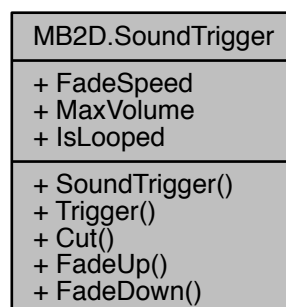 MB2D.SoundTrigger
+ FadeSpeed
+ MaxVolume
+ IsLooped
+ SoundTrigger()
+ Trigger()
+ Cut()
+ FadeUp()
+ FadeDown()